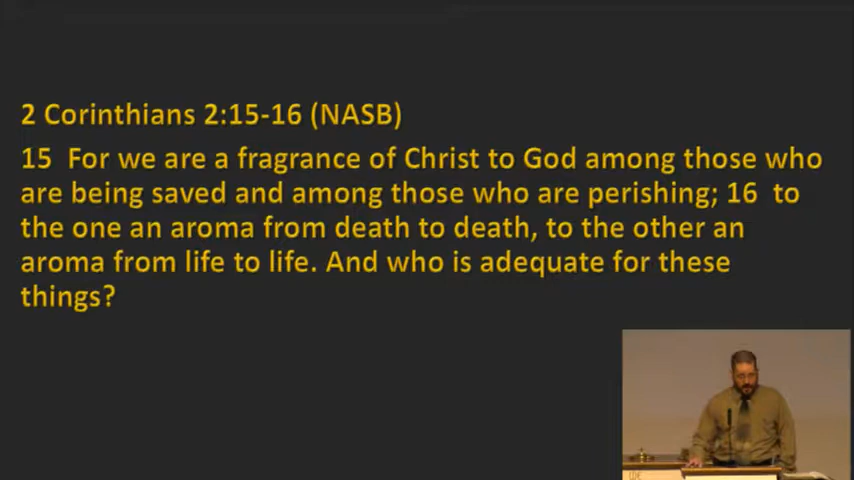 2 Corinthians 2:15-16 (NASB)
15 For we are a fragrance of Christ to God among those who
are being saved and among those who are perishing; 16 to
the one an aroma from death to death, to the other an
aroma from life to life. And who is adequate for these
things?